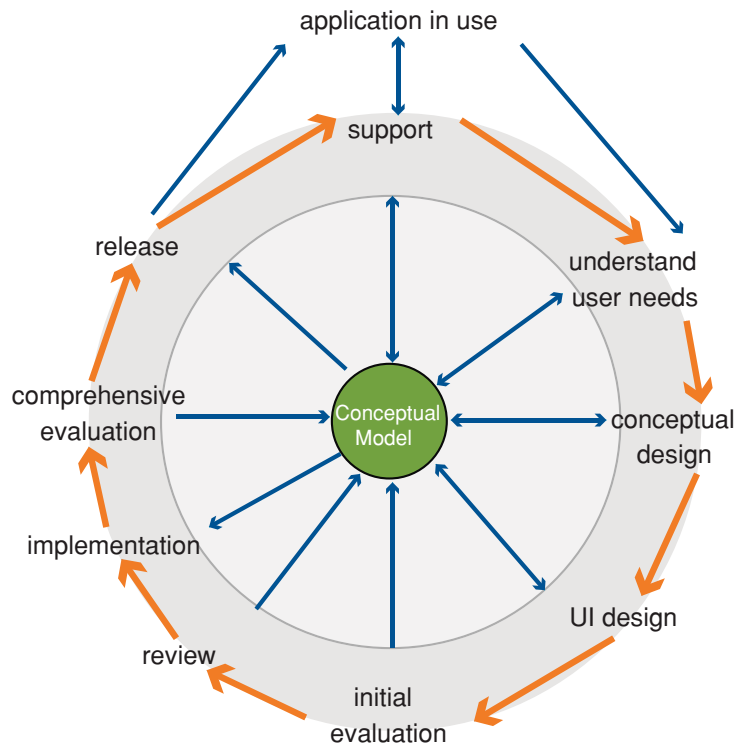 application in use
support
release
understand
user needs
comprehensive
evaluation
Conceptual
Model
conceptual
design
implementation
UI design
review
initial
evaluation